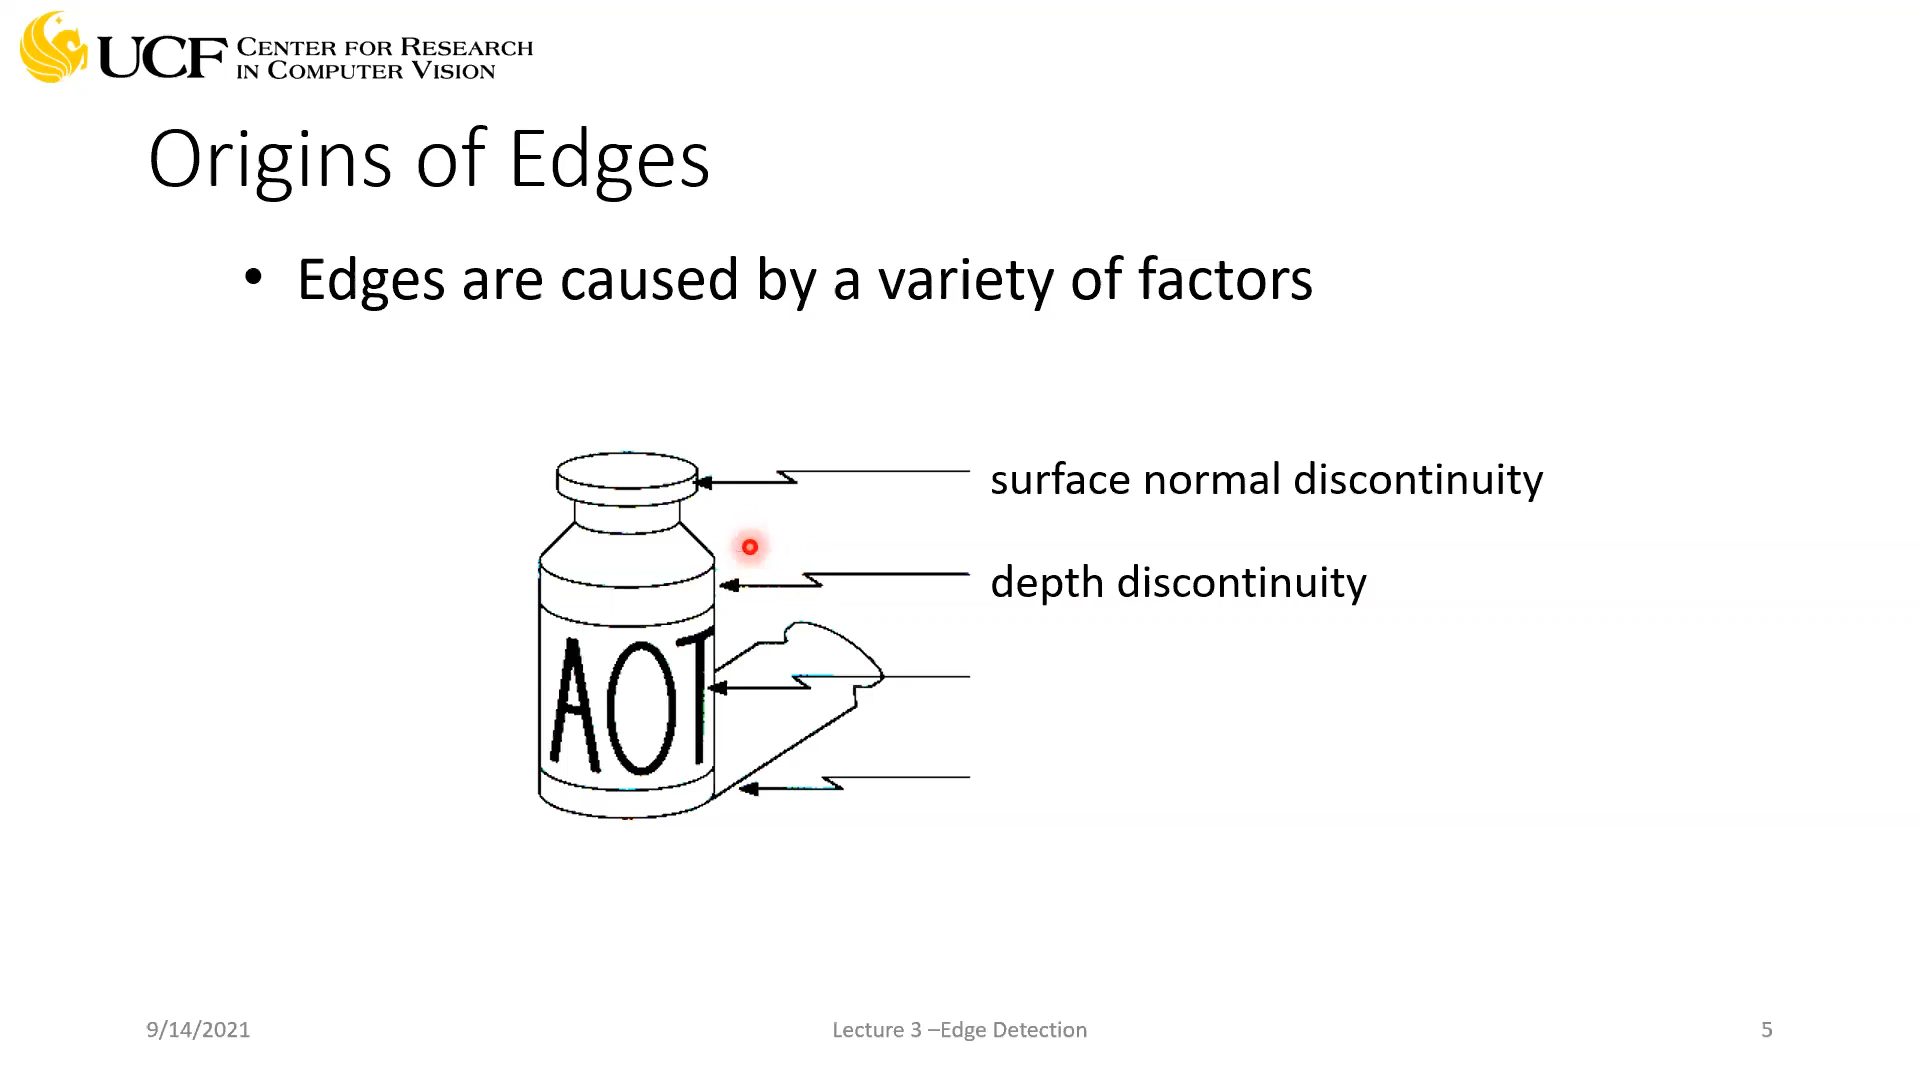 UCF CENTER FOR RESEARCH
IN COMPUTER VISION
Origins of Edges
• Edges are caused by a variety of factors
surface normal discontinuity
depth discontinuity
AOT
9/14/2021
Lecture 3 –Edge Detection
5